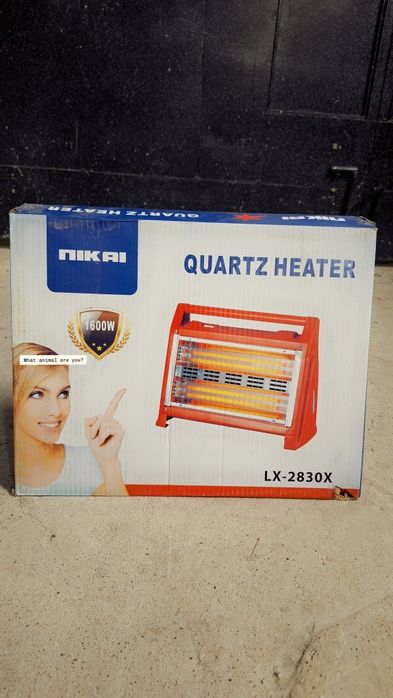 QUARTZ HEATER
NIKAI
NIKAI
QUARTZ HEATER
1600W
What animal are you?
LX-2830X